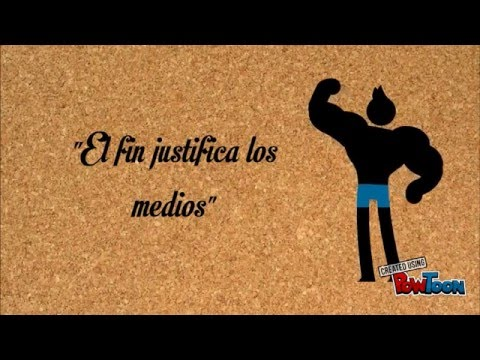 "El fin justifica los
medios"
CREATED USING
POWTOON